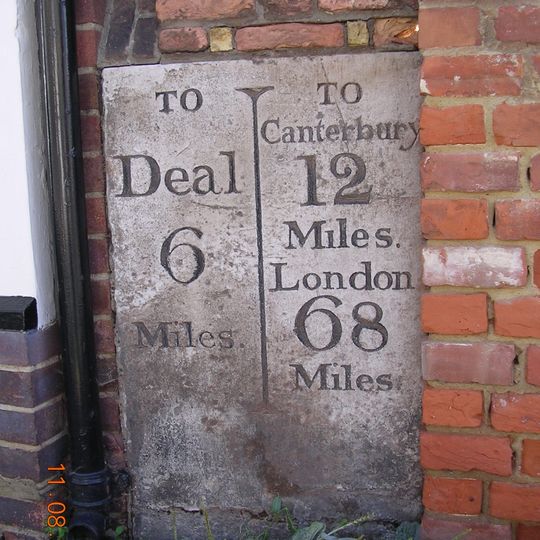 TO
Deal
6
Miles.
TO
Canterbury
12
Miles.
London
68
Miles.
11.08